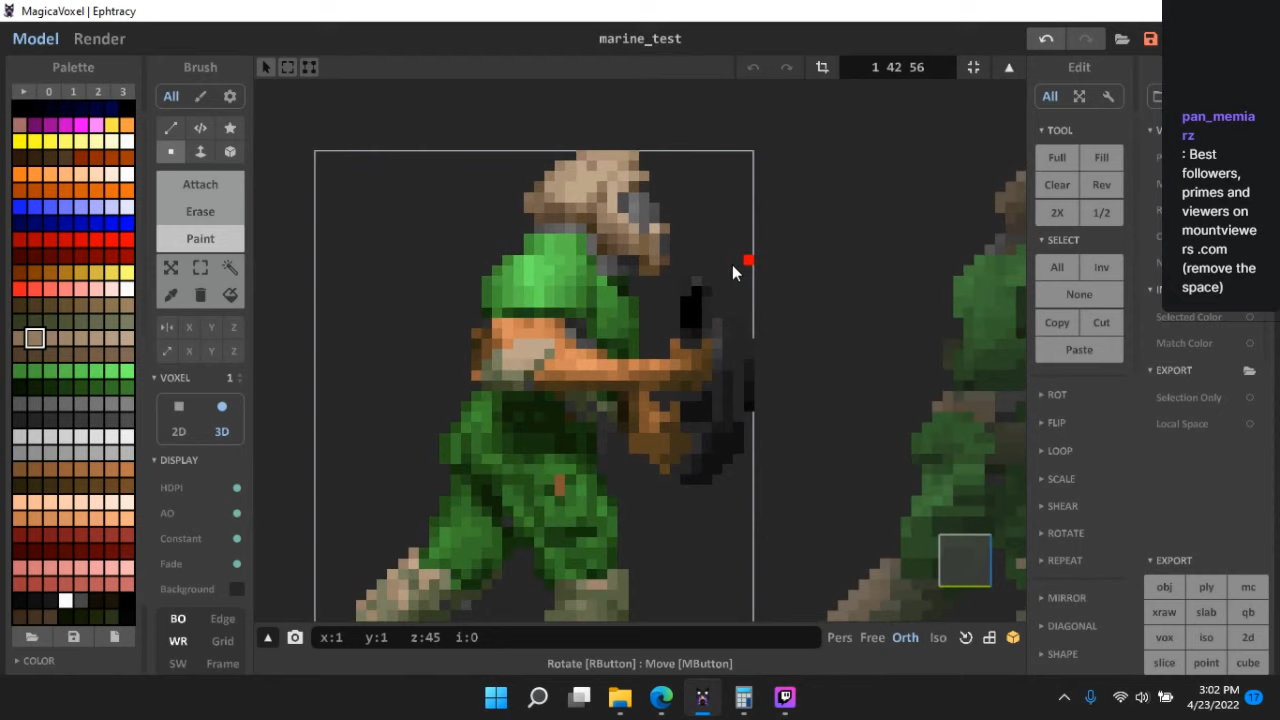 MagicaVoxel | Ephtracy
Model Render
marine_test
Palette
0 1 2 3
COLOR
Brush
All
Attach
Erase
Paint
X Y Z
X Y Z
VOXEL 1
2D 3D
DISPLAY
HDPI
AO
Constant
Fade
Background
BO Edge
WR Grid
SW Frame
1 42 56
x:1 y:1 z:45 i:0
Pers Free Orth Iso
Rotate [RButton] : Move [MButton]
Edit
All
TOOL
Full Fill
Clear Rev
2X 1/2
SELECT
All Inv
None
Copy Cut
Paste
ROT
FLIP
LOOP
SCALE
SHEAR
ROTATE
REPEAT
MIRROR
DIAGONAL
SHAPE
pan_memia
rz
: Best
followers,
primes and
viewers on
mountviewe
rs .com
(remove the
space)
Selected Color
Match Color
EXPORT
Selection Only
Local Space
EXPORT
obj ply mc
xraw slab qb
vox iso 2d
slice point cube
3:02 PM
4/23/2022
17